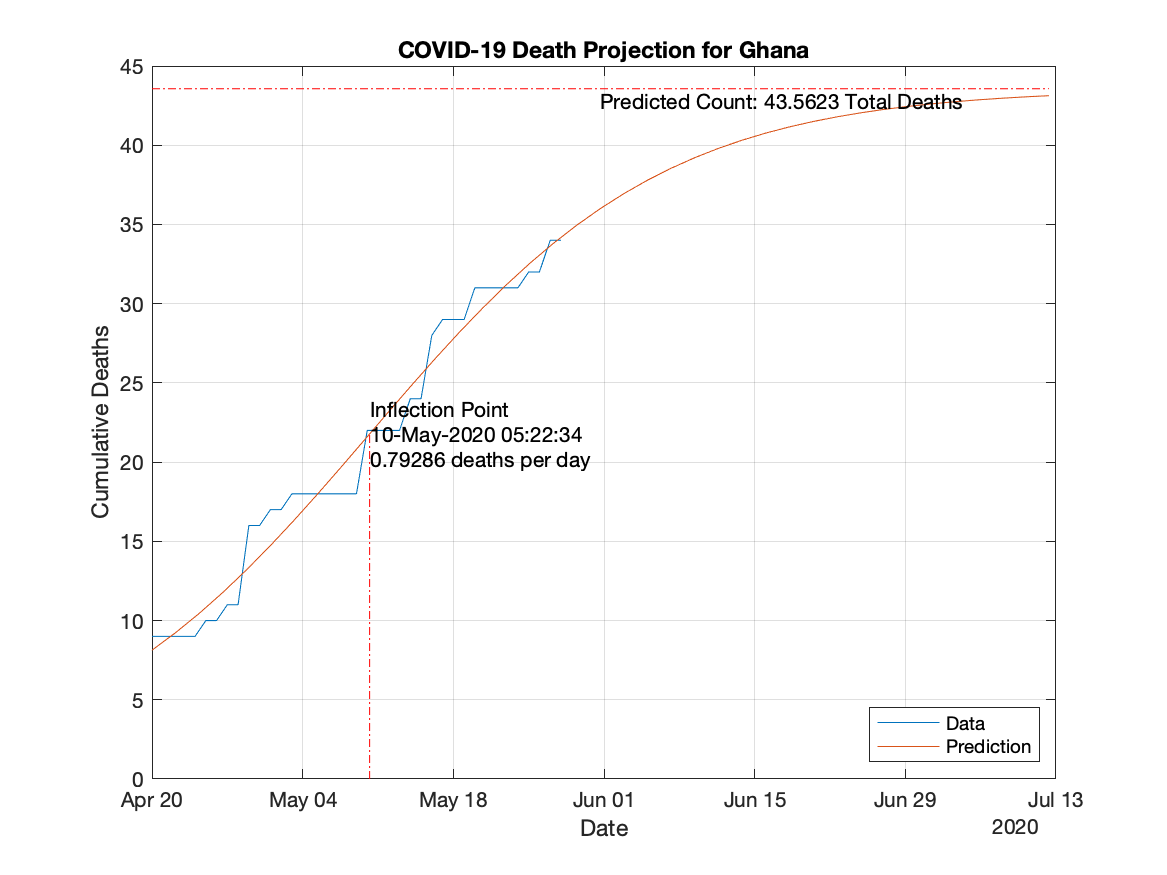 COVID-19 Death Projection for Ghana
45
40
35
30
25
20
15
10
5
0
Cumulative Deaths
Predicted Count: 43.5623 Total Deaths
Inflection Point
10-May-2020 05:22:34
0.79286 deaths per day
Data
Prediction
Apr 20 May 04 May 18 Jun 01 Jun 15 Jun 29 Jul 13
Date
2020